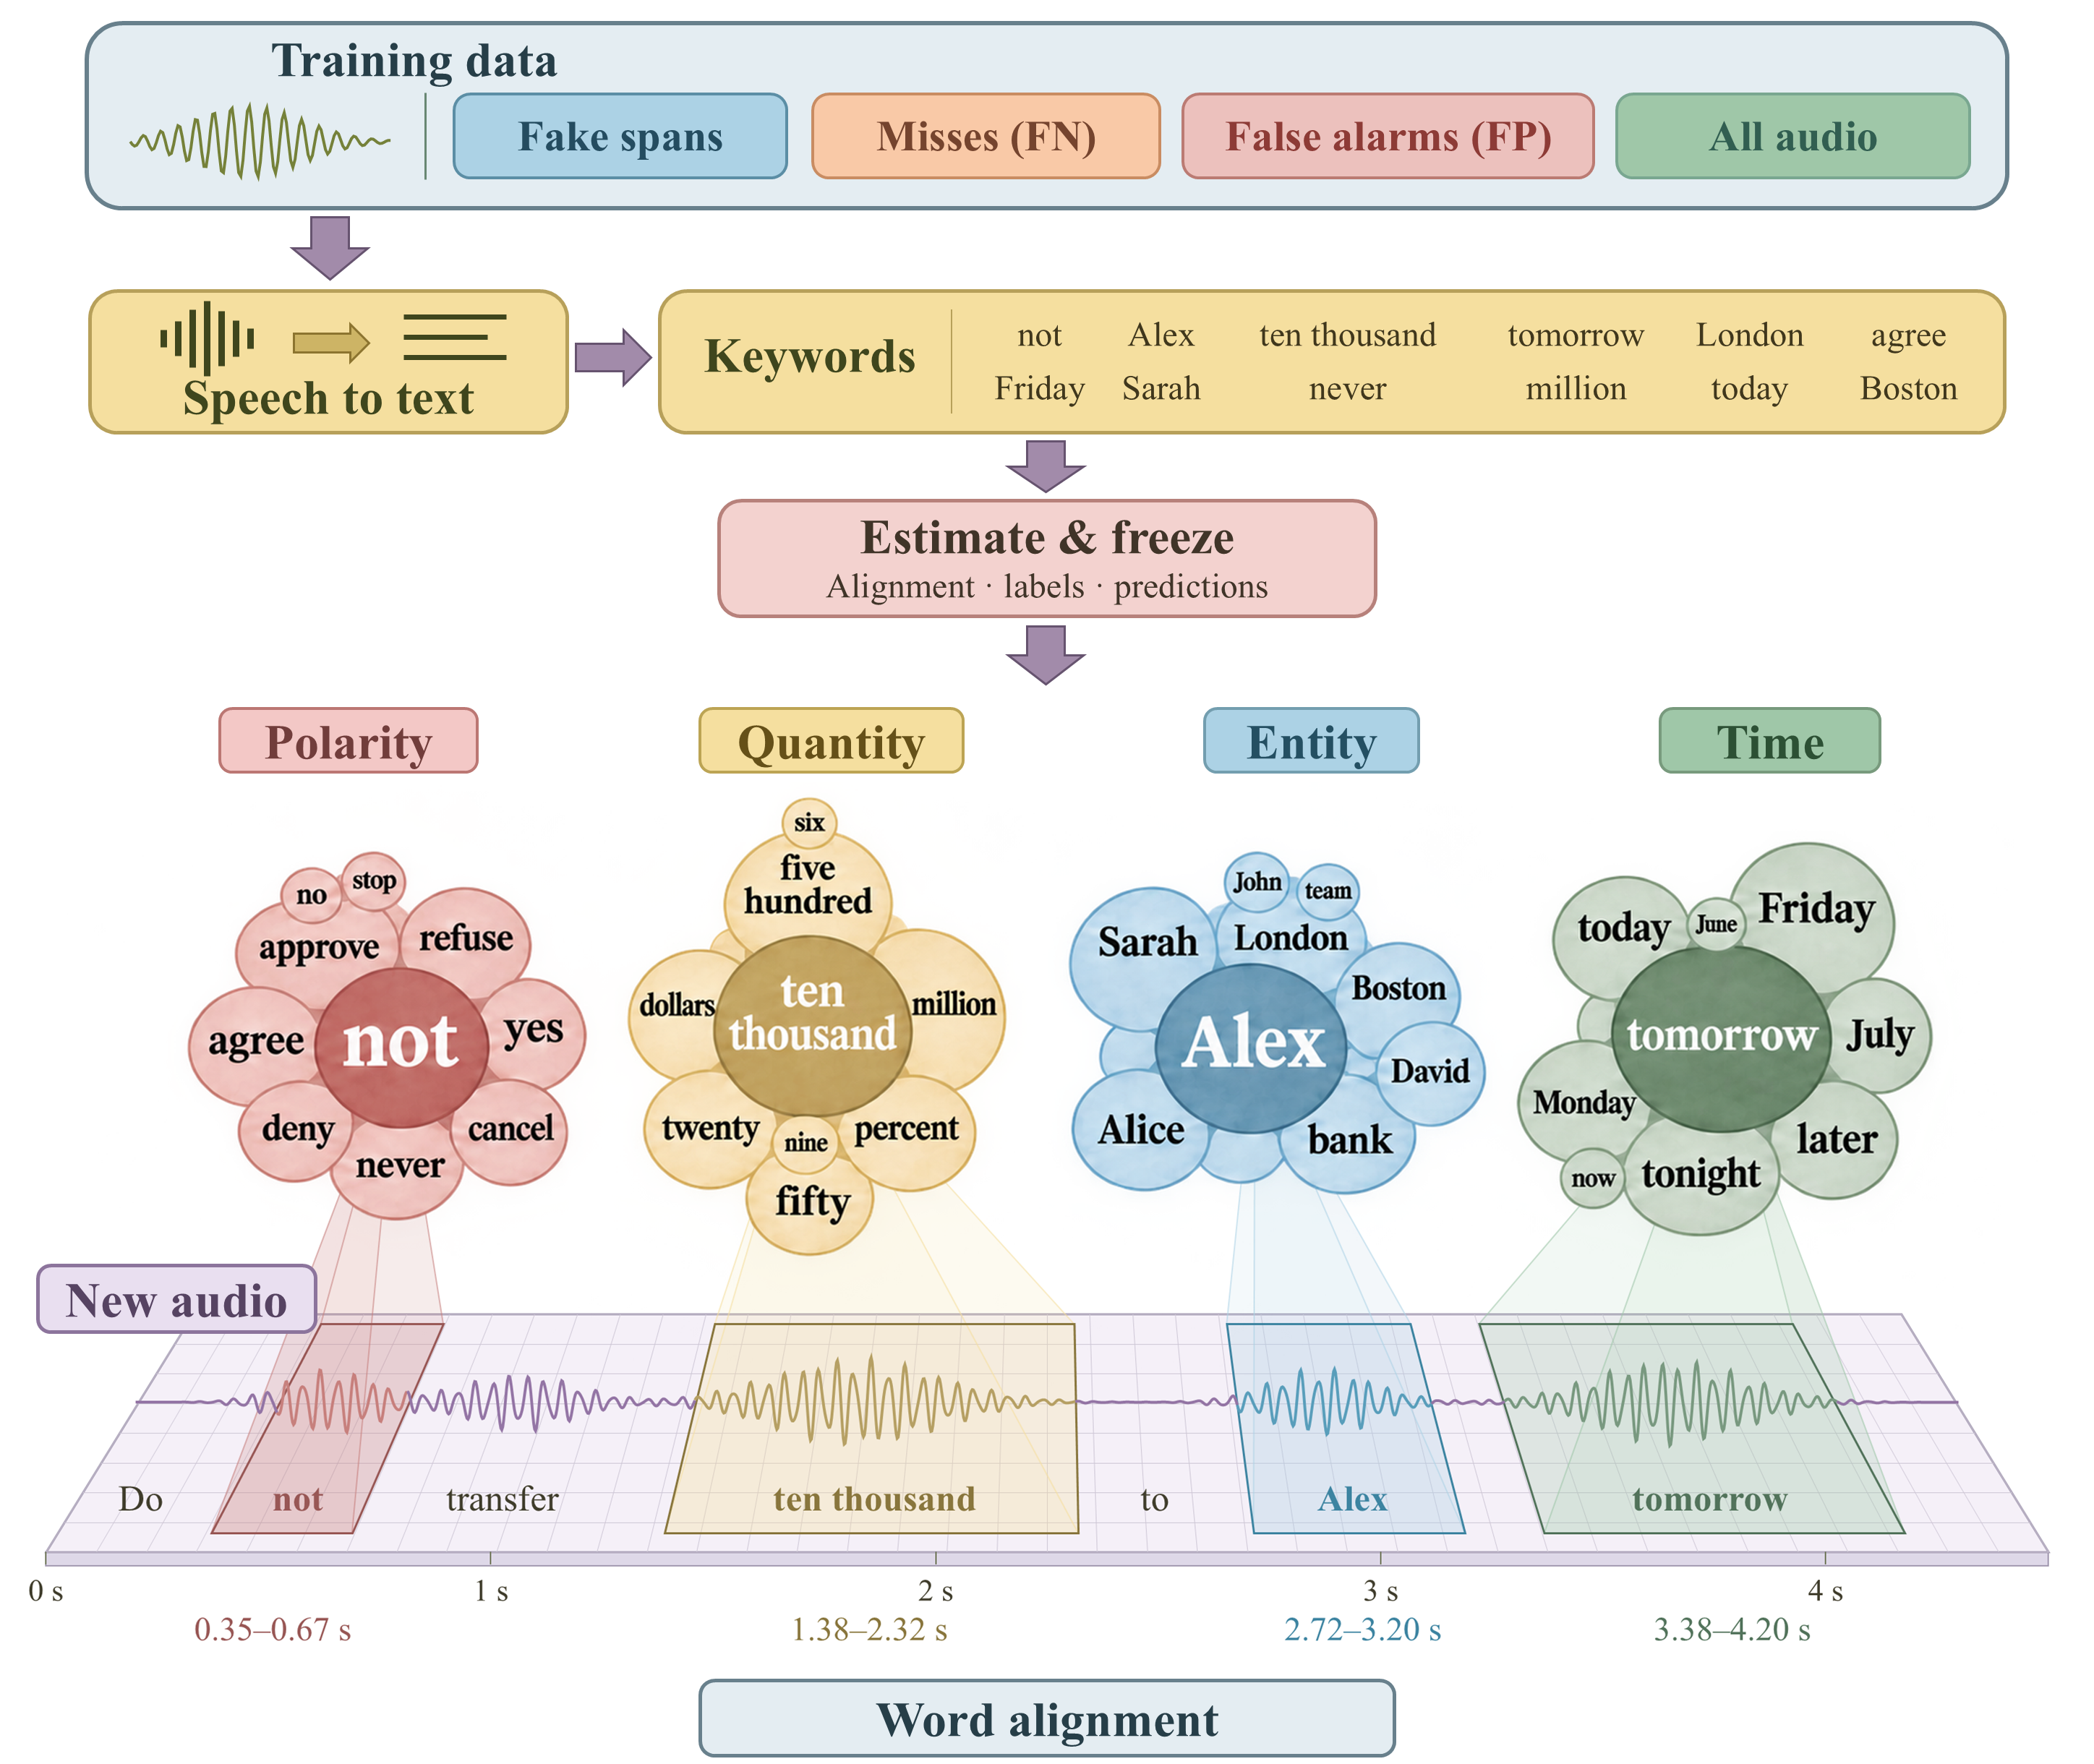 Training data
Fake spans
Misses (FN)
False alarms (FP)
All audio
Speech to text
Keywords
not Alex ten thousand tomorrow London agree
Friday Sarah never million today Boston
Estimate & freeze
Alignment · labels · predictions
Polarity
Quantity
Entity
Time
no
stop
approve
refuse
agree
not
yes
deny
never
cancel
six
five
hundred
dollars
ten
thousand
million
twenty
nine
percent
fifty
John
team
Sarah
London
Boston
Alex
David
Alice
bank
today
June
Friday
tomorrow
July
Monday
later
now
tonight
New audio
Do not transfer ten thousand to Alex tomorrow
0 s 1 s 2 s 3 s 4 s
0.35–0.67 s 1.38–2.32 s 2.72–3.20 s 3.38–4.20 s
Word alignment